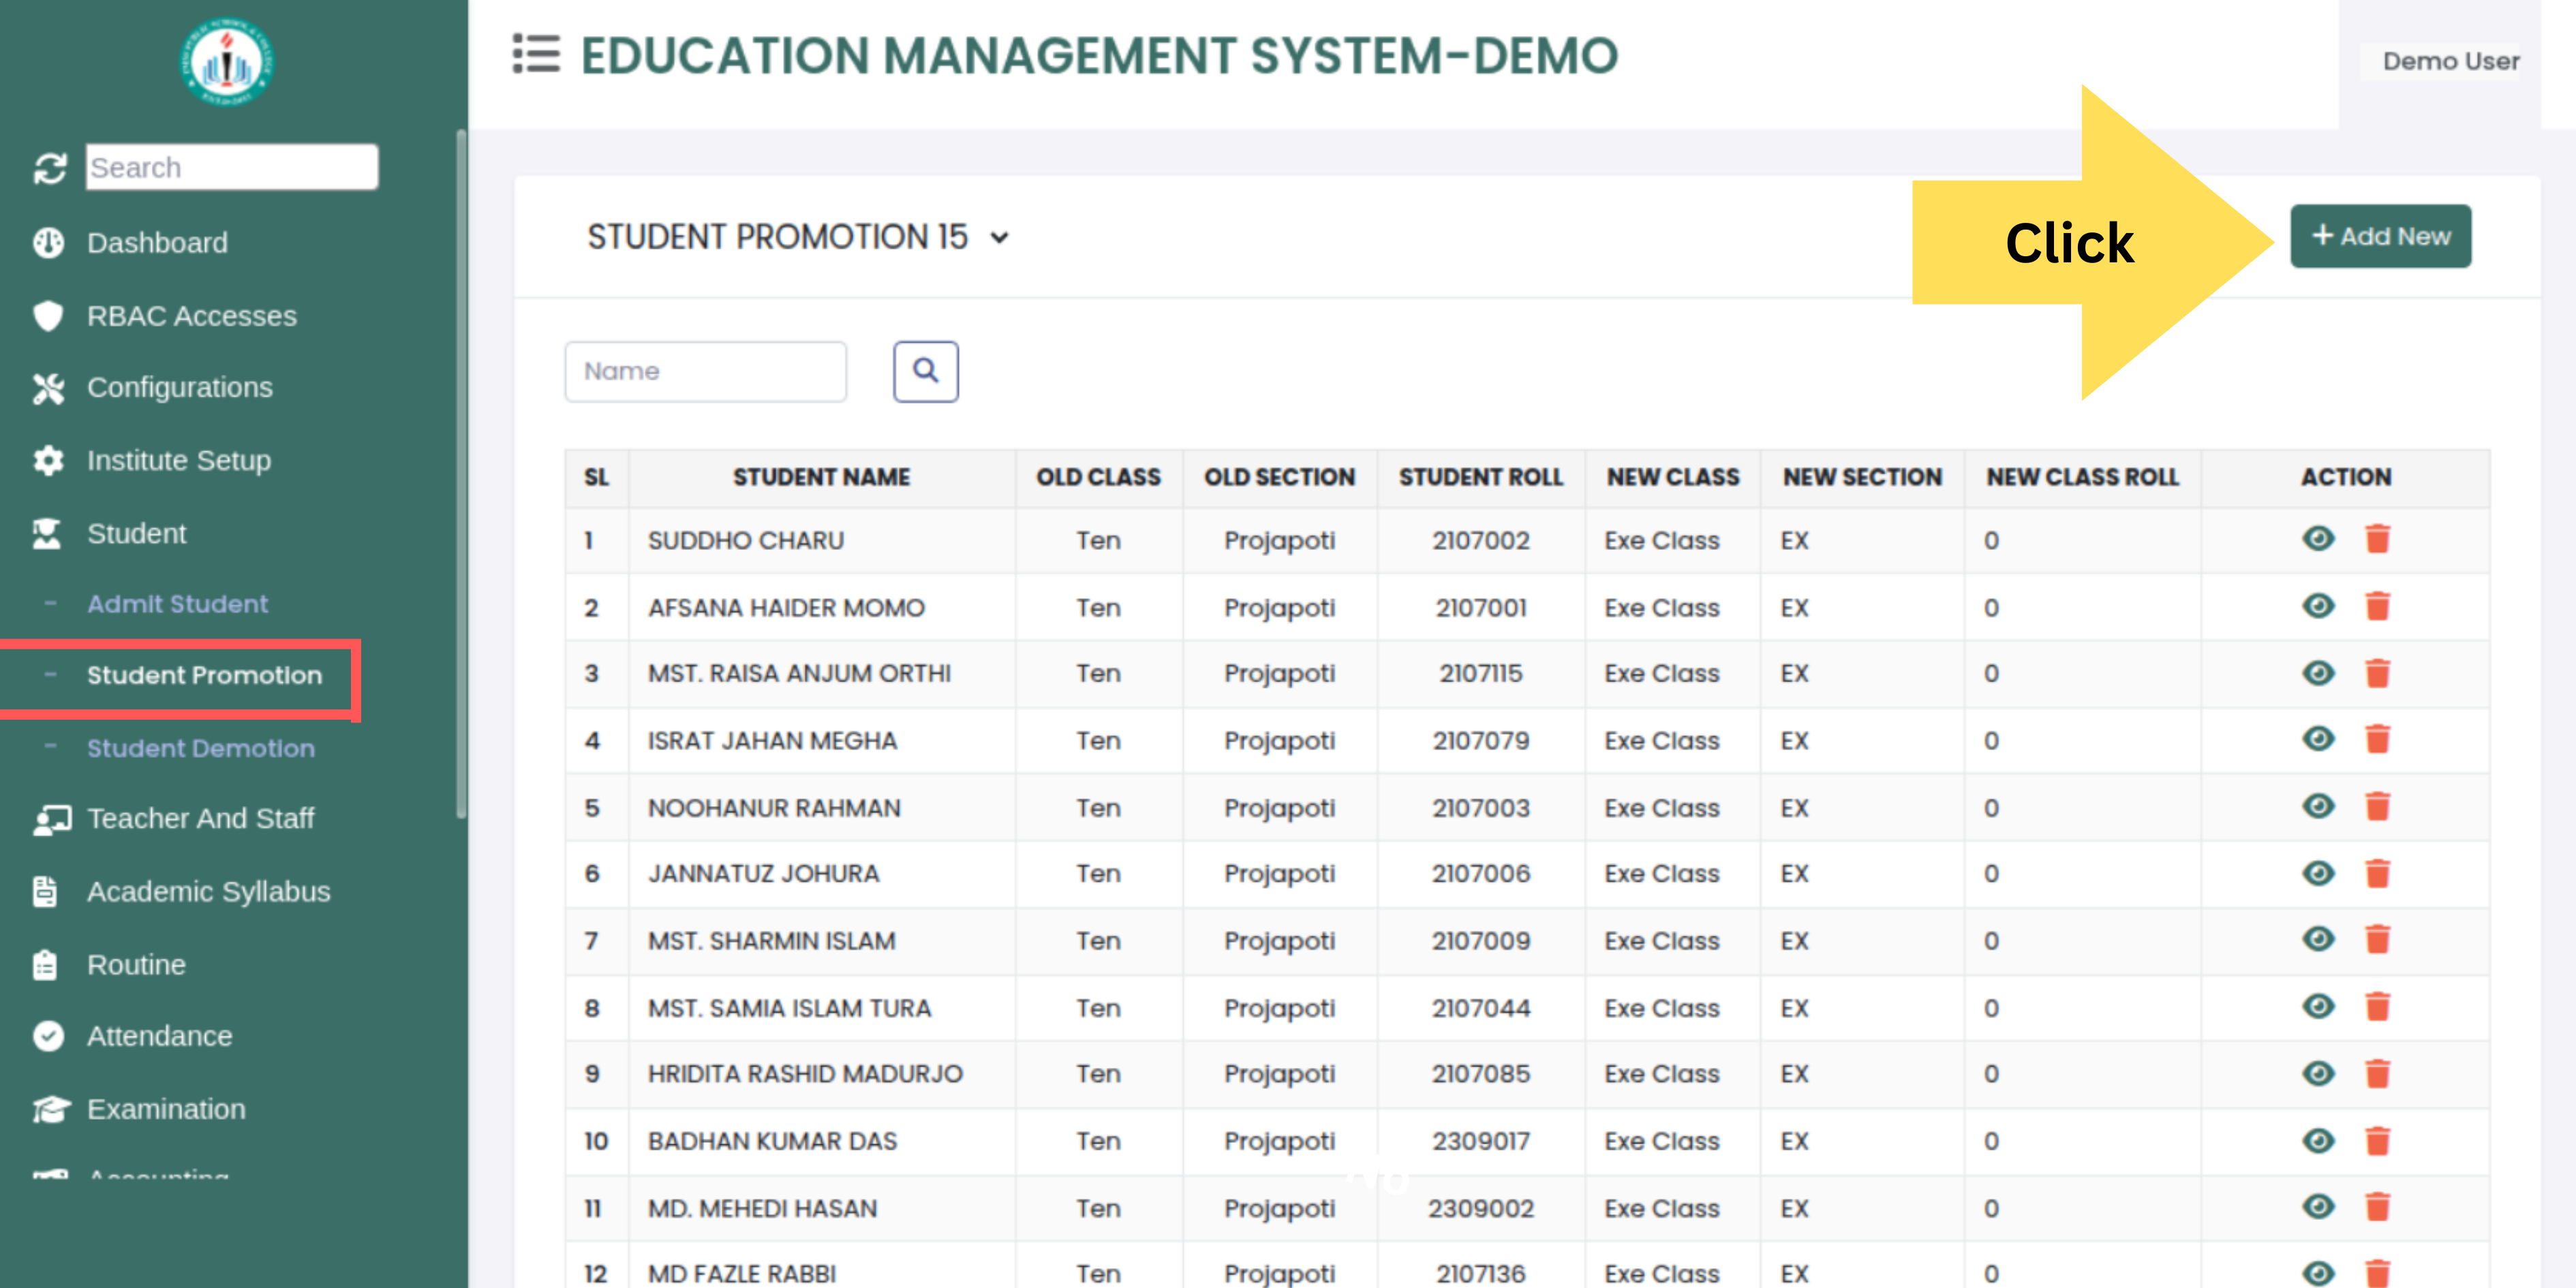 EDUCATION MANAGEMENT SYSTEM-DEMO
Demo User
Search
Dashboard
RBAC Accesses
Configurations
Institute Setup
Student
- Admit Student
- Student Promotion
- Student Demotion
Teacher And Staff
Academic Syllabus
Routine
Attendance
Examination
Accounting
STUDENT PROMOTION 15
Click
+ Add New
Name
SL STUDENT NAME OLD CLASS OLD SECTION STUDENT ROLL NEW CLASS NEW SECTION NEW CLASS ROLL ACTION
1 SUDDHO CHARU Ten Projapoti 2107002 Exe Class EX 0
2 AFSANA HAIDER MOMO Ten Projapoti 2107001 Exe Class EX 0
3 MST. RAISA ANJUM ORTHI Ten Projapoti 2107115 Exe Class EX 0
4 ISRAT JAHAN MEGHA Ten Projapoti 2107079 Exe Class EX 0
5 NOOHANUR RAHMAN Ten Projapoti 2107003 Exe Class EX 0
6 JANNATUZ JOHURA Ten Projapoti 2107006 Exe Class EX 0
7 MST. SHARMIN ISLAM Ten Projapoti 2107009 Exe Class EX 0
8 MST. SAMIA ISLAM TURA Ten Projapoti 2107044 Exe Class EX 0
9 HRIDITA RASHID MADURJO Ten Projapoti 2107085 Exe Class EX 0
10 BADHAN KUMAR DAS Ten Projapoti 2309017 Exe Class EX 0
11 MD. MEHEDI HASAN Ten Projapoti 2309002 Exe Class EX 0
12 MD FAZLE RABBI Ten Projapoti 2107136 Exe Class EX 0